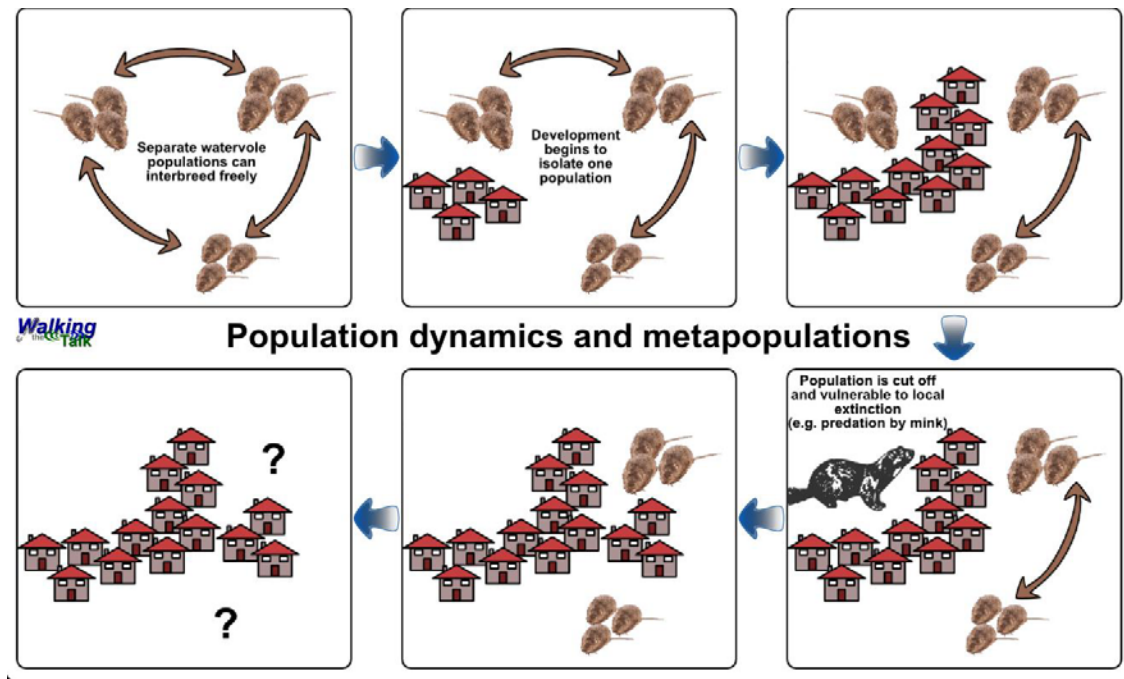 Separate watervole
populations can
interbreed freely
Development
begins to
isolate one
population
Walking
the Talk
Population dynamics and metapopulations
Population is cut off
and vulnerable to local
extinction
(e.g. predation by mink)
?
?